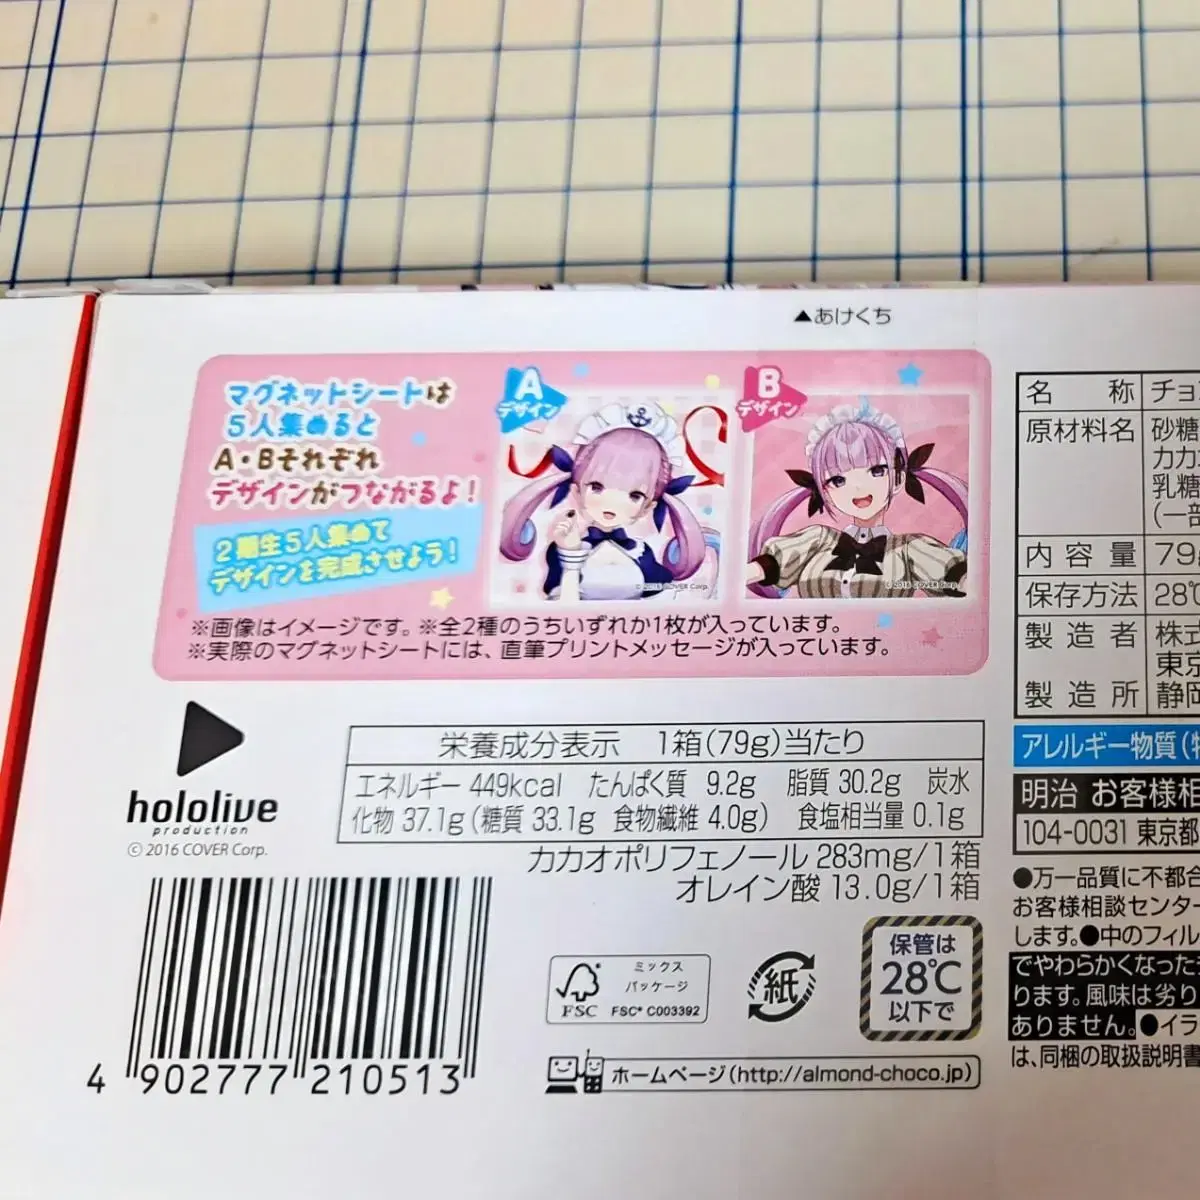 ▲あけくち
マグネットシートは
5人集めると
A・Bそれぞれ
デザインがつながるよ！
2期生5人集めて
デザインを完成させよう！
A
デザイン
B
デザイン
© 2016 COVER Corp.
© 2016 COVER Corp.
※画像はイメージです。※全2種のうちいずれか1枚が入っています。
※実際のマグネットシートには、直筆プリントメッセージが入っています。
hololive
production
© 2016 COVER Corp.
栄養成分表示 1箱(79g)当たり
エネルギー 449kcal たんぱく質 9.2g 脂質 30.2g 炭水
化物 37.1g(糖質 33.1g 食物繊維 4.0g) 食塩相当量 0.1g
カカオポリフェノール 283mg/1箱
オレイン酸 13.0g/1箱
4 902777 210513
FSC
ミックス
パッケージ
FSC® C003392
紙
保管は
28℃
以下で
ホームページ(http://almond-choco.jp)
名称 チョ
原材料名 砂糖
カカ
乳糖
(一部
内容量 79
保存方法 28℃
製造者 株式
東京
製造所 静岡
アレルギー物質(特
明治 お客様相
104-0031 東京都
●万一品質に不都合
お客様相談センター
します。●中のフィル
でやわらかくなった
ります。風味は劣り
ありません。●イラ
は、同梱の取扱説明書